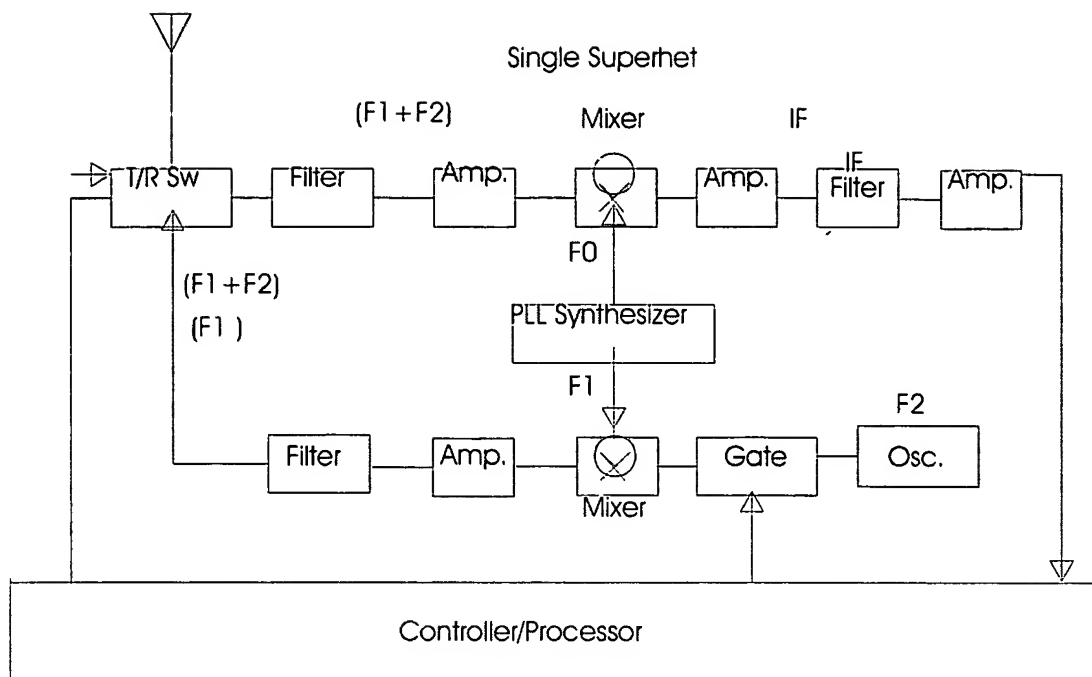 Single Superhet
(F1+F2)
Mixer
IF
T/R Sw
Filter
Amp.
Amp.
IF
Filter
Amp.
F0
(F1+F2)
(F1 )
PLL Synthesizer
F1
F2
Filter
Amp.
Mixer
Gate
Osc.
Controller/Processor